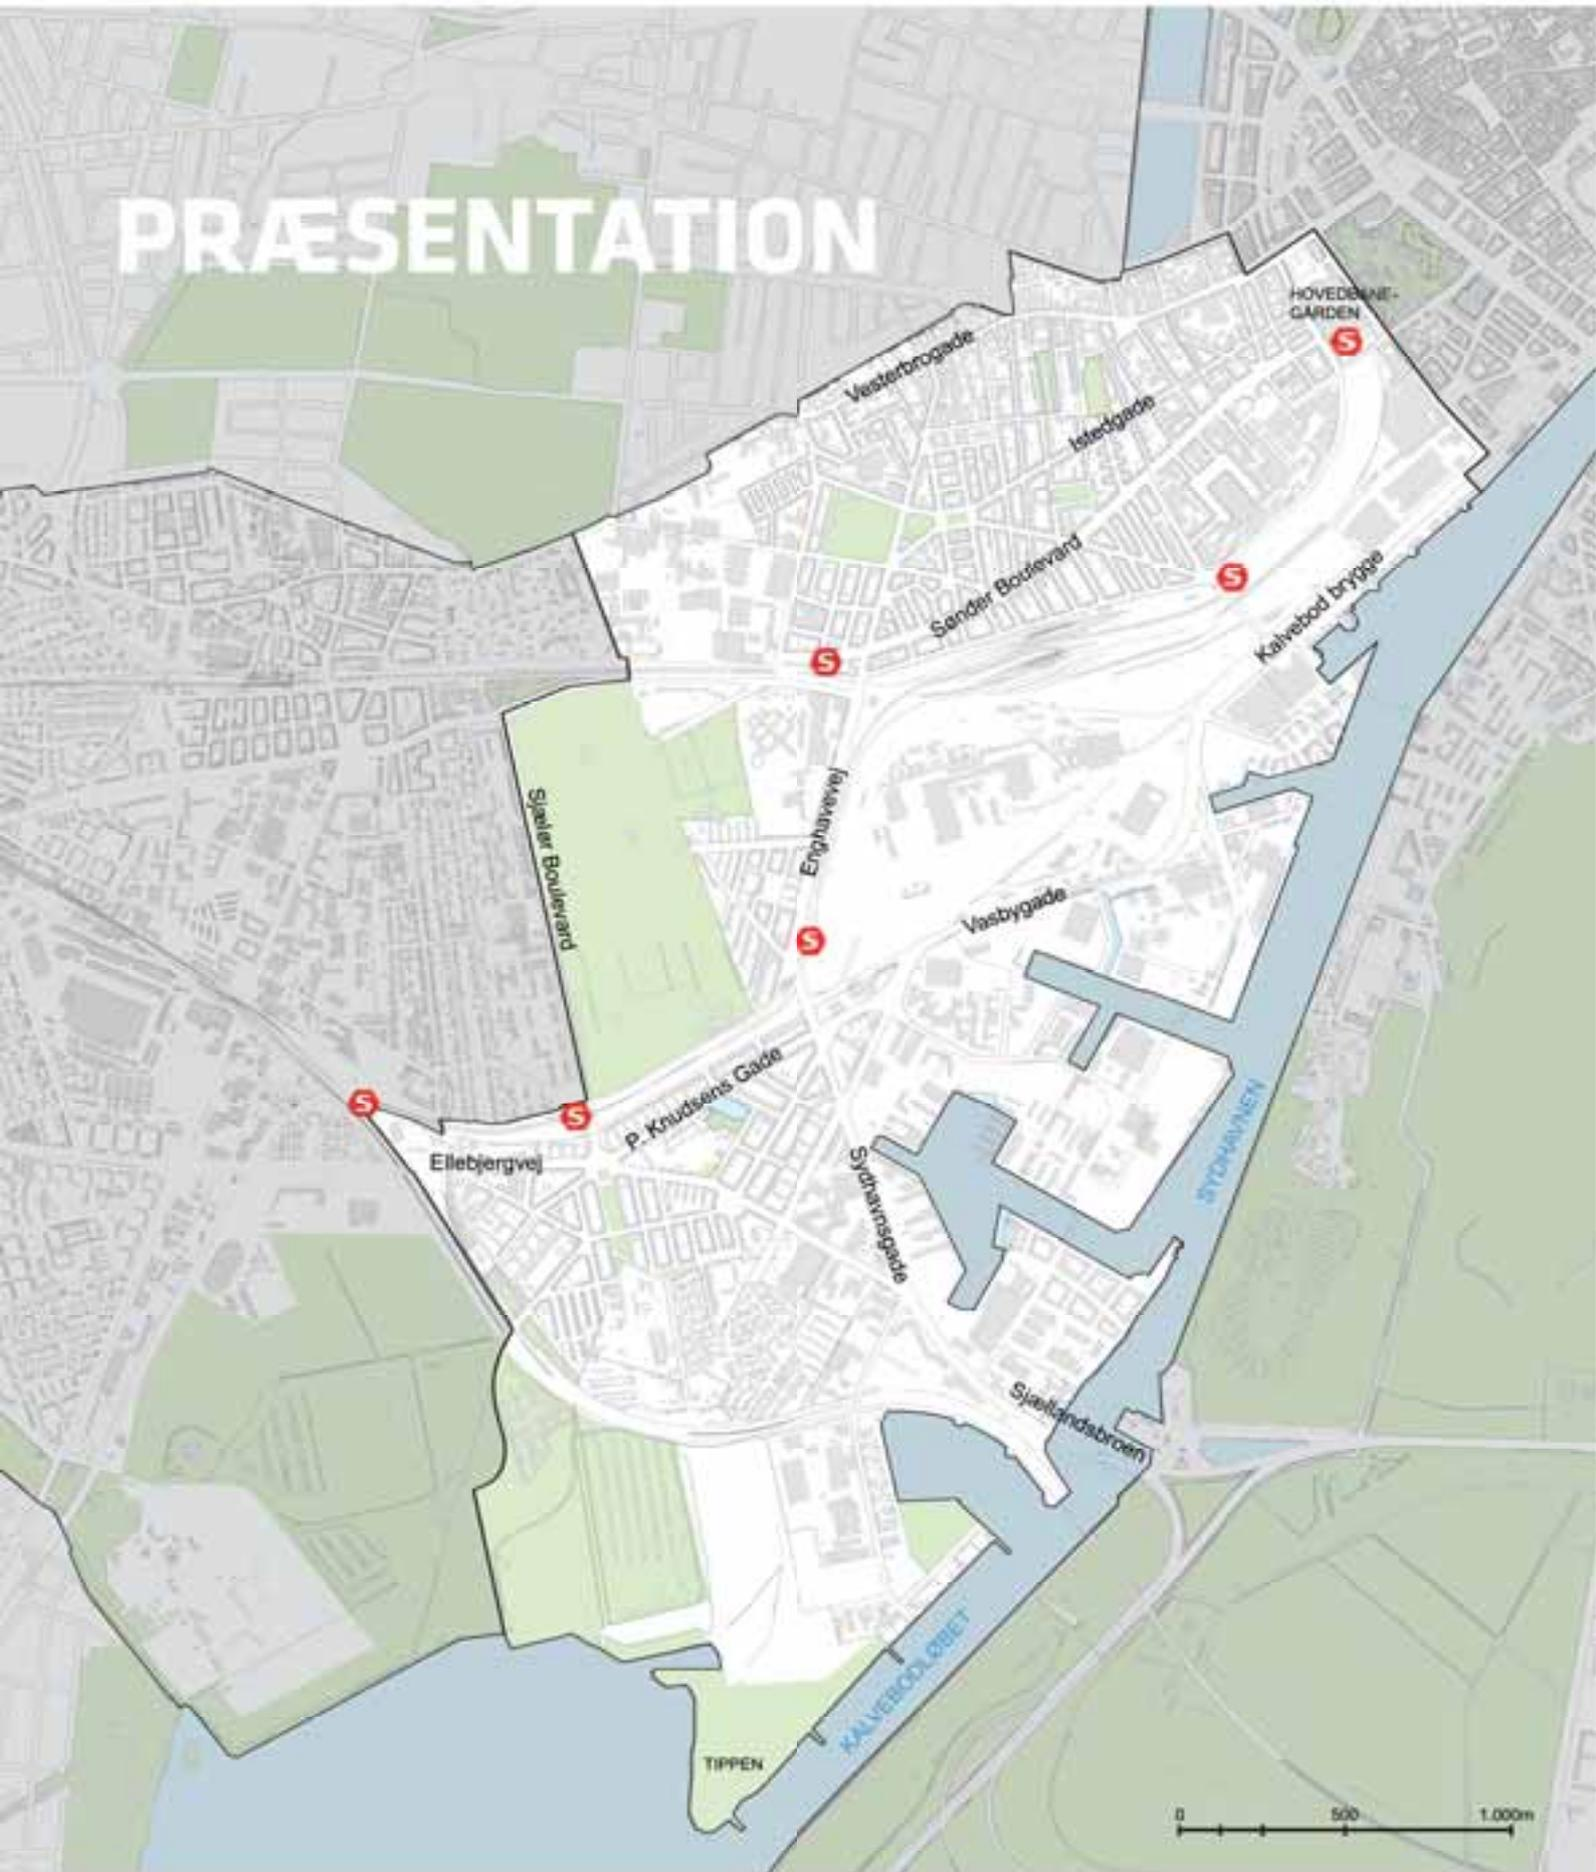 PRÆSENTATION
HOVEDBANE-
GÅRDEN
S
Vesterbrogade
Istedgade
Sønder Boulevard
S
Kalvebod brygge
S
Sjælør Boulevard
Enghavevej
Vasbygade
S
P. Knudsens Gade
S
S
Ellebjergvej
Sydhavnsgade
SYDHAVNEN
Sjællandsbroen
KALVEBODLØBET
TIPPEN
0 500 1.000m